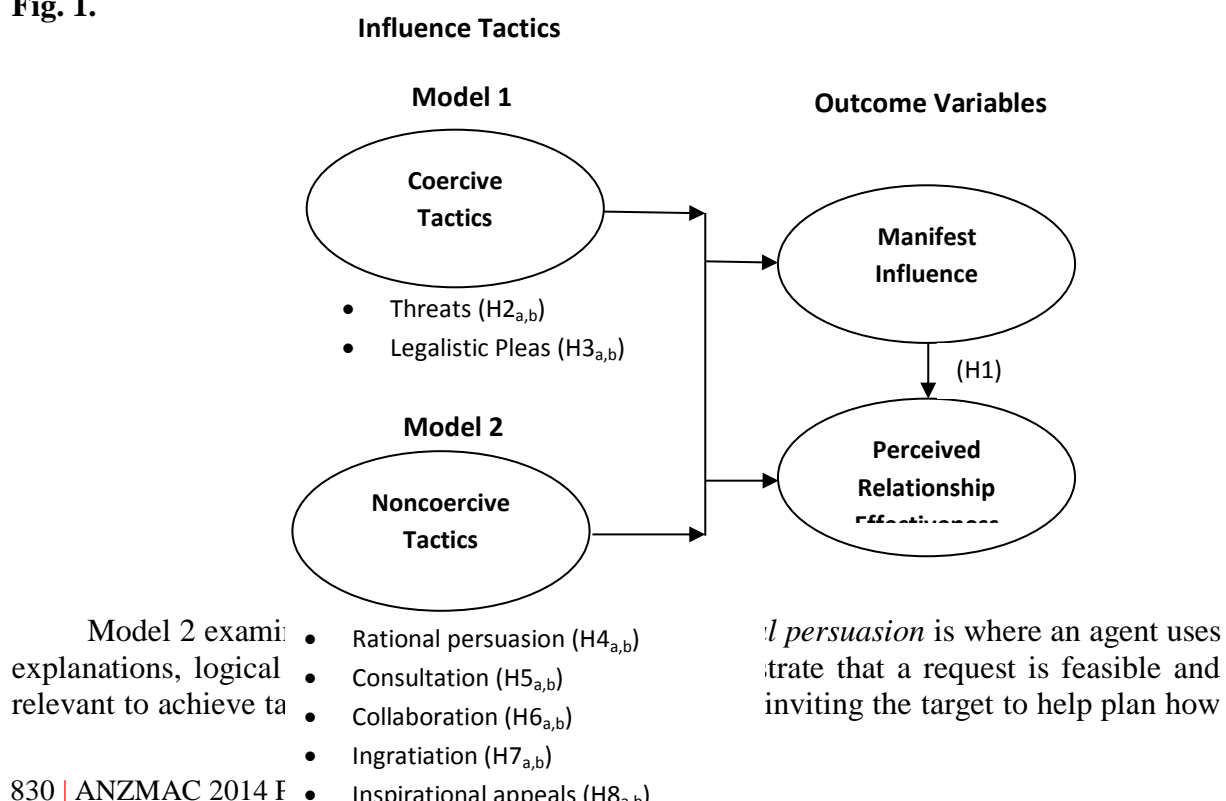 Fig. 1.
Influence Tactics
Model 1
Outcome Variables
Coercive
Tactics
Manifest
Influence
• Threats (H2a,b)
• Legalistic Pleas (H3a,b)
(H1)
Model 2
Perceived
Relationship
Effectiveness
Noncoercive
Tactics
Model 2 l persuasion is where an agent uses
explanations, logical strate that a request is feasible and
relevant to achieve inviting the target to help plan how
• Rational persuasion (H4a,b)
• Consultation (H5a,b)
• Collaboration (H6a,b)
• Ingratiation (H7a,b)
• Inspirational appeals (H8a,b)
830 | ANZMAC 2014